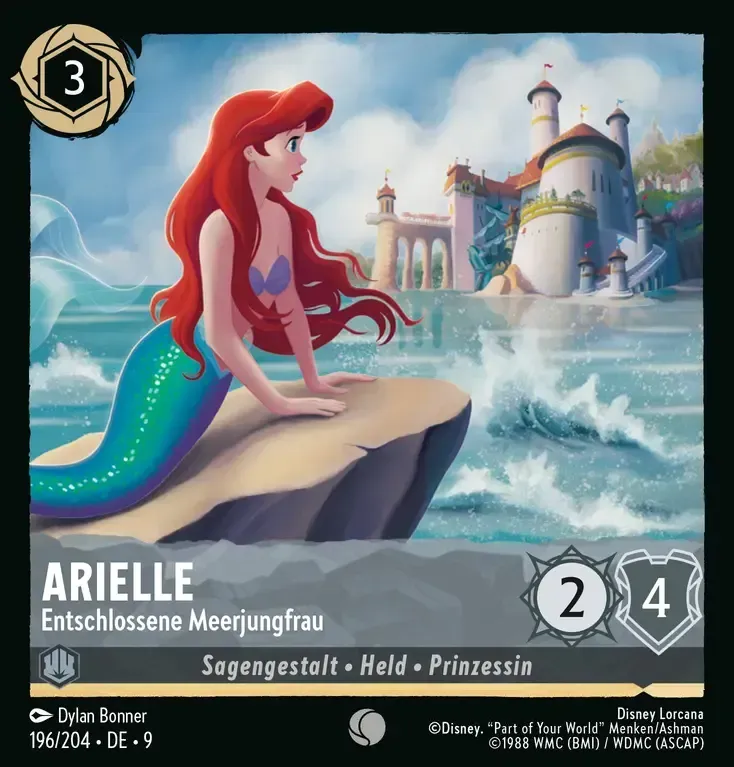 3
ARIELLE
Entschlossene Meerjungfrau
2
4
Sagengestalt • Held • Prinzessin
Dylan Bonner
196/204 • DE • 9
Disney Lorcana
©Disney. “Part of Your World” Menken/Ashman
©1988 WMC (BMI) / WDMC (ASCAP)